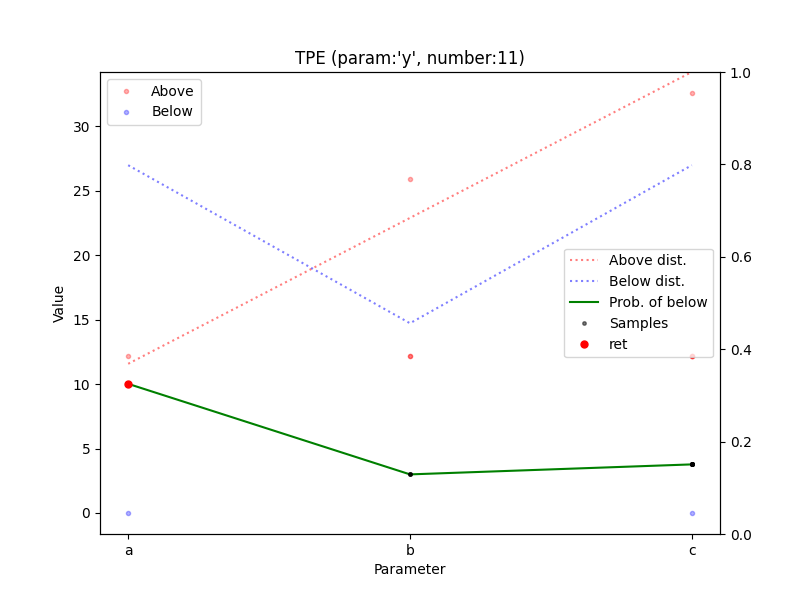 TPE (param:'y', number:11)
Above
Below
30
25
20
15
10
5
0
Value
1.0
0.8
0.6
0.4
0.2
0.0
Above dist.
Below dist.
Prob. of below
Samples
ret
a b c
Parameter